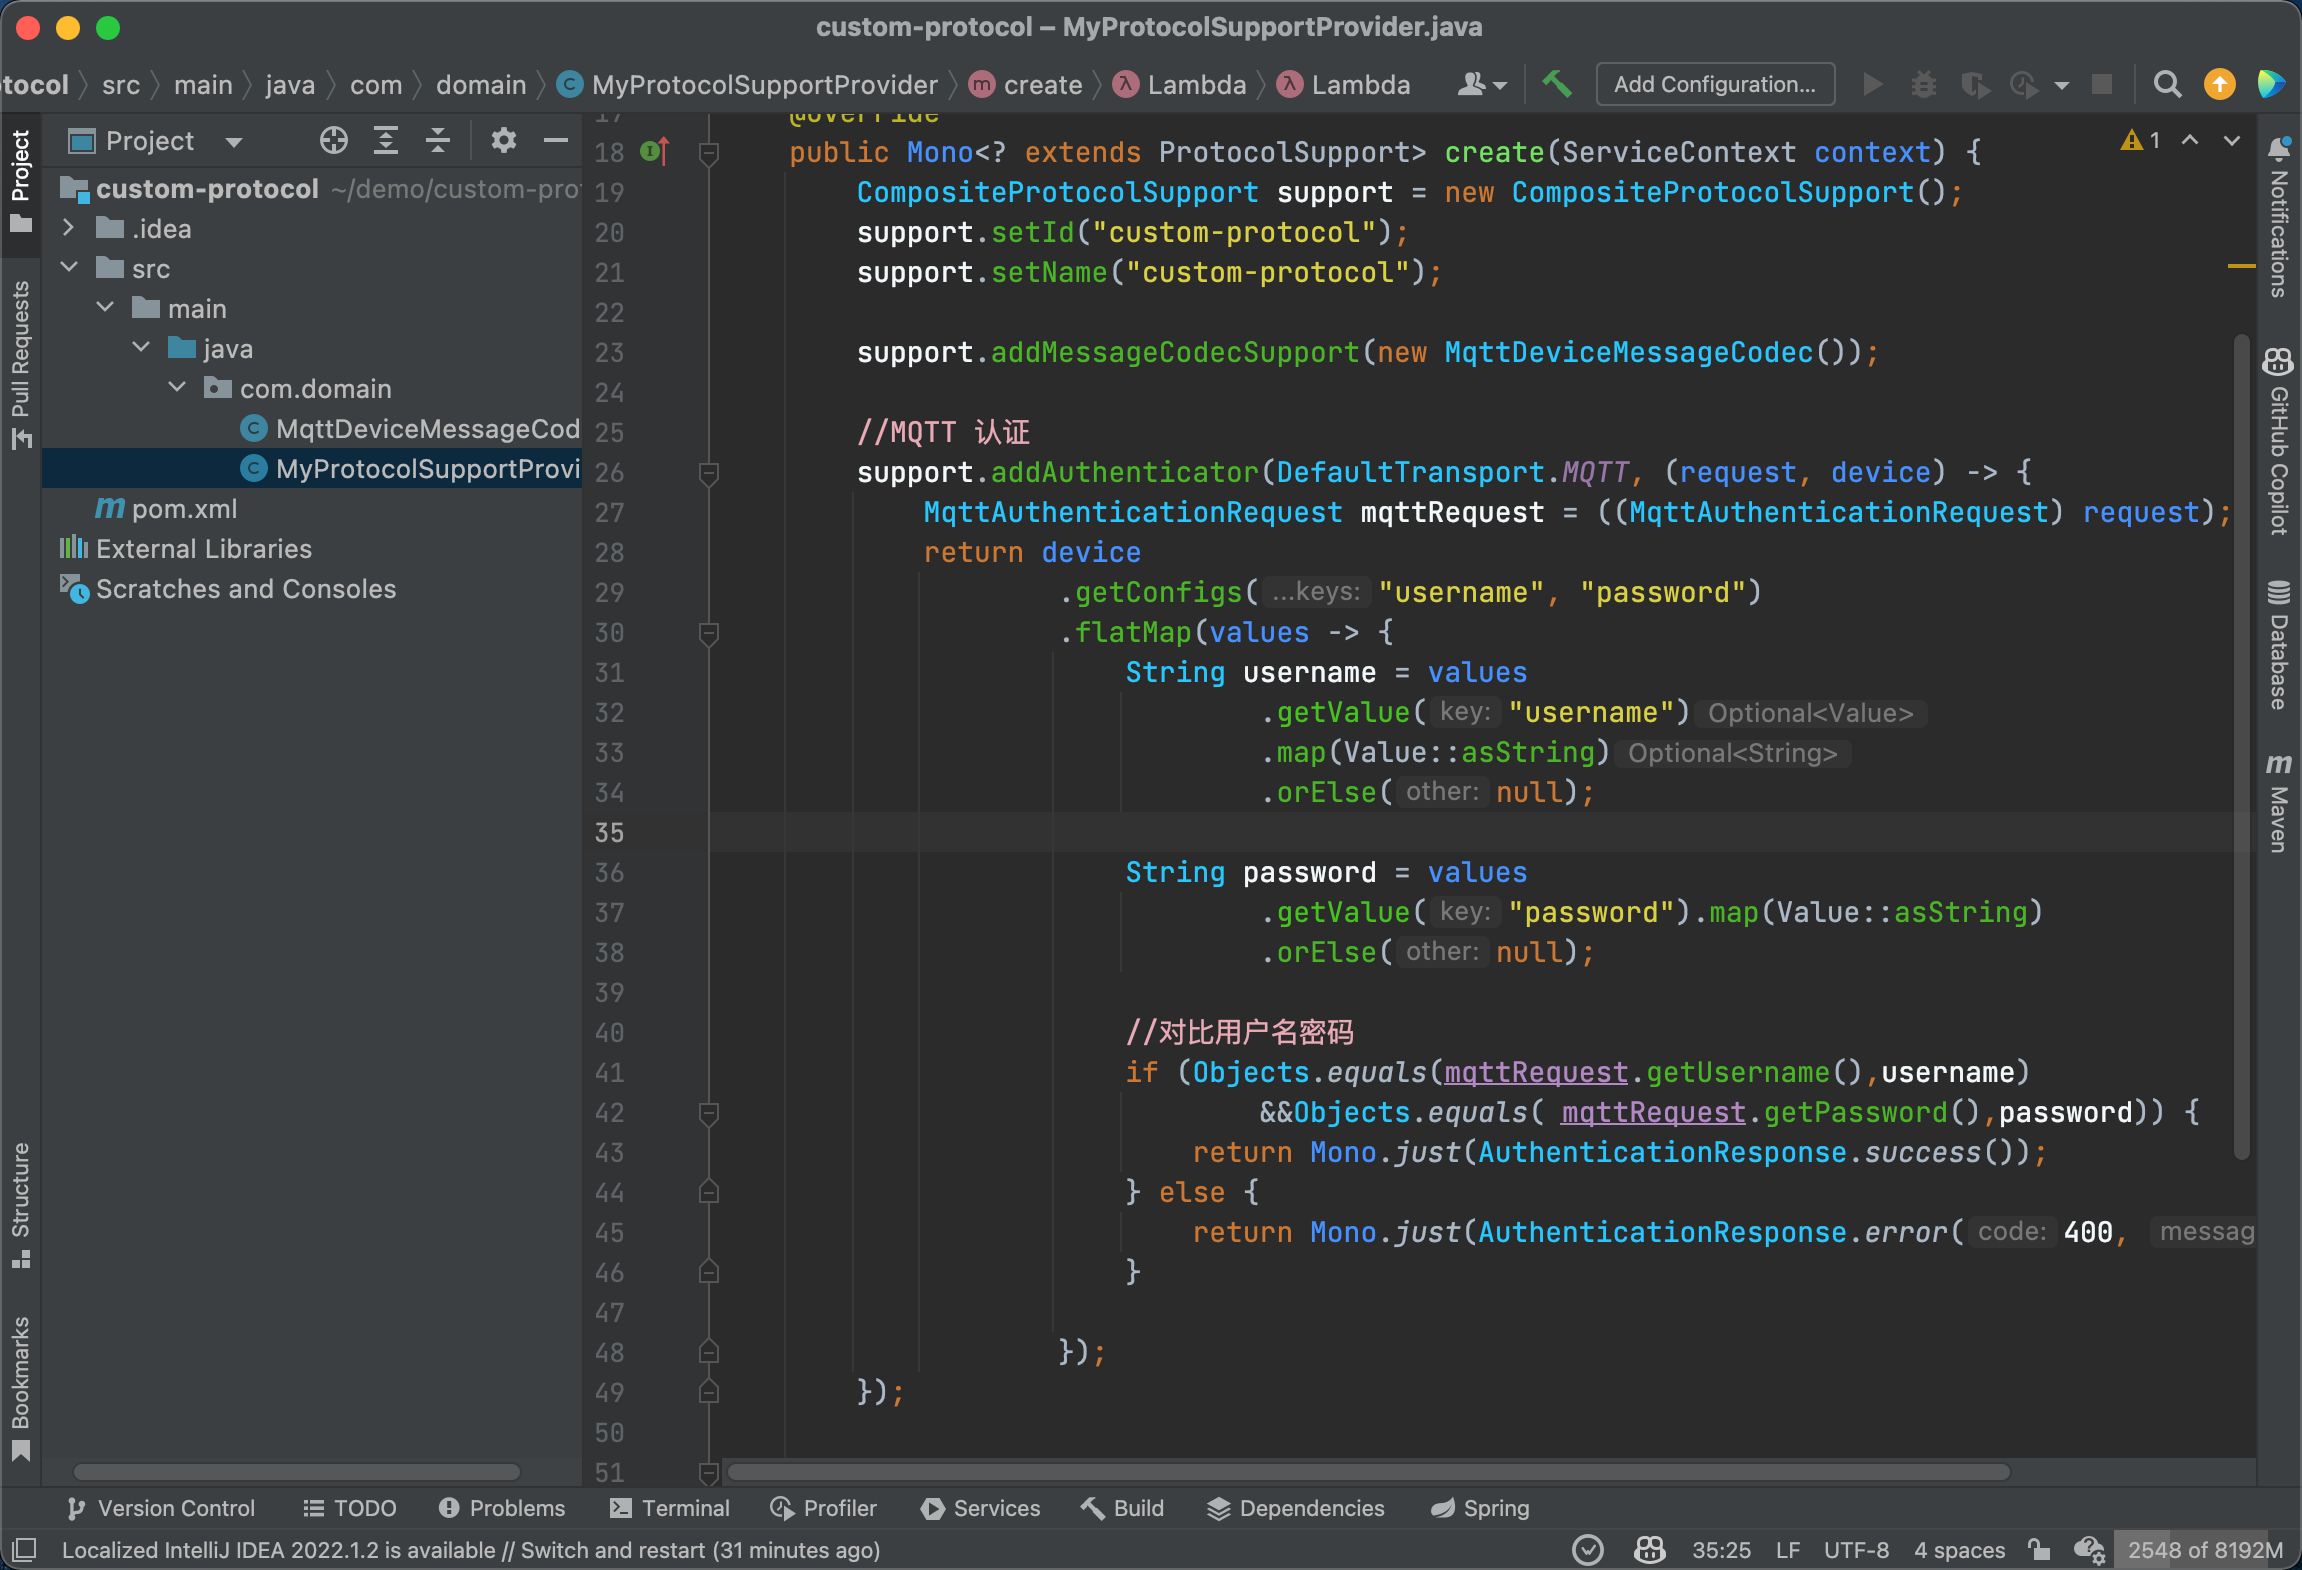 custom-protocol – MyProtocolSupportProvider.java
tocol src main java com domain MyProtocolSupportProvider create Lambda Lambda Add Configuration...
Project
Project
Pull Requests
Structure
Bookmarks
custom-protocol ~/demo/custom-pro
.idea
src
main
java
com.domain
MqttDeviceMessageCod
MyProtocolSupportProvi
pom.xml
External Libraries
Scratches and Consoles
1
17 @Override
18 public Mono<? extends ProtocolSupport> create(ServiceContext context) {
19 CompositeProtocolSupport support = new CompositeProtocolSupport();
20 support.setId("custom-protocol");
21 support.setName("custom-protocol");
22
23 support.addMessageCodecSupport(new MqttDeviceMessageCodec());
24
25 //MQTT 认证
26 support.addAuthenticator(DefaultTransport.MQTT, (request, device) -> {
27 MqttAuthenticationRequest mqttRequest = ((MqttAuthenticationRequest) request);
28 return device
29 .getConfigs( ...keys: "username", "password")
30 .flatMap(values -> {
31 String username = values
32 .getValue( key: "username") Optional<Value>
33 .map(Value::asString) Optional<String>
34 .orElse( other: null);
35
36 String password = values
37 .getValue( key: "password").map(Value::asString)
38 .orElse( other: null);
39
40 //对比用户名密码
41 if (Objects.equals(mqttRequest.getUsername(),username)
42 &&Objects.equals( mqttRequest.getPassword(),password)) {
43 return Mono.just(AuthenticationResponse.success());
44 } else {
45 return Mono.just(AuthenticationResponse.error( code: 400, messag
46 }
47
48 });
49 });
50
51
Notifications
GitHub Copilot
Database
Maven
Version Control TODO Problems Terminal Profiler Services Build Dependencies Spring
Localized IntelliJ IDEA 2022.1.2 is available // Switch and restart (31 minutes ago) 35:25 LF UTF-8 4 spaces 2548 of 8192M